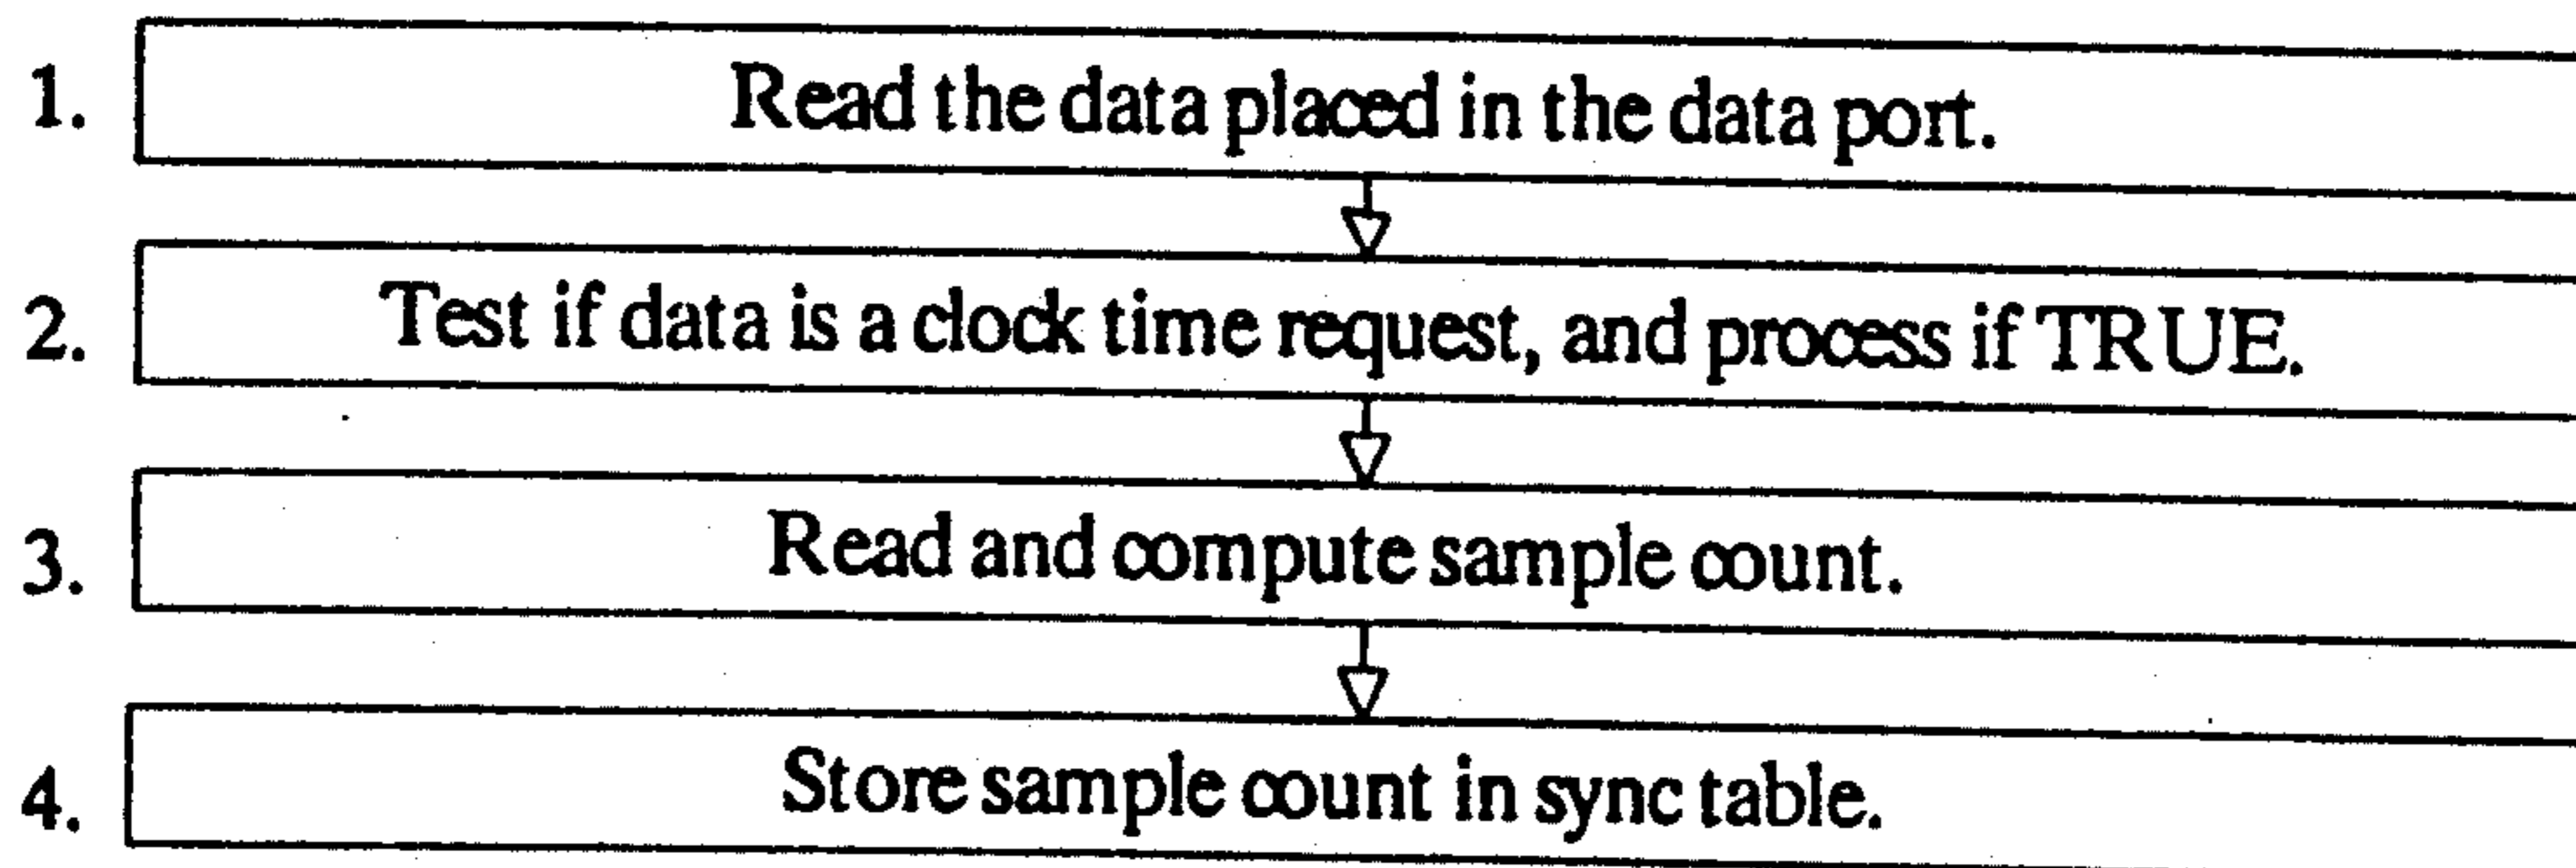 1. Read the data placed in the data port.
2. Test if data is a clock time request, and process if TRUE.
3. Read and compute sample count.
4. Store sample count in sync table.